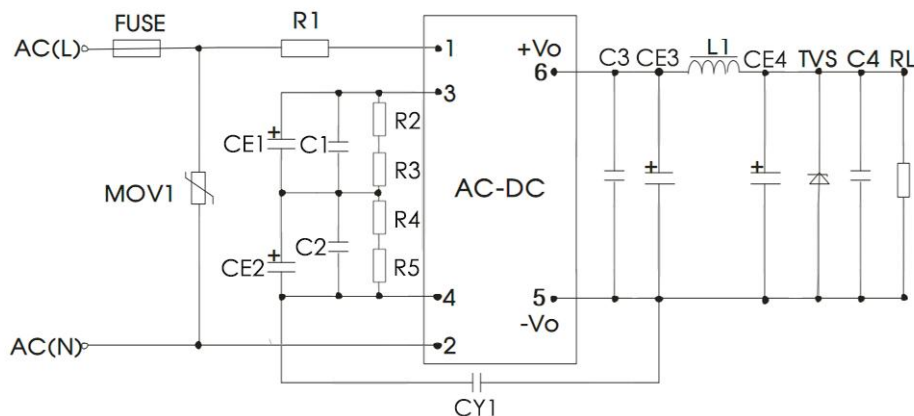 FUSE
R1
AC(L)
1
+Vo
6
C3
CE3
L1
CE4
TVS
C4
RL
3
+
CE1
C1
R2
R3
MOV1
AC-DC
+
+
+
CE2
C2
R4
R5
4
5
-Vo
AC(N)
2
CY1